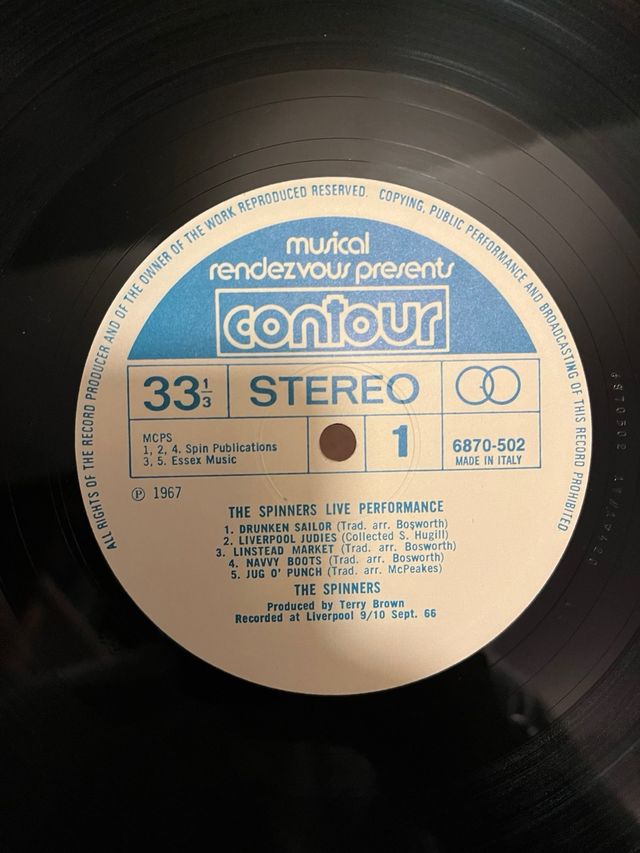 ALL RIGHTS OF THE RECORD PRODUCER AND OF THE OWNER OF THE WORK REPRODUCED RESERVED. COPYING, PUBLIC PERFORMANCE AND BROADCASTING OF THIS RECORD PROHIBITED
musical
rendezvous presents
contour
33 1/3 STEREO
MCPS
1, 2, 4. Spin Publications
3, 5. Essex Music
1
6870-502
MADE IN ITALY
℗ 1967
THE SPINNERS LIVE PERFORMANCE
1. DRUNKEN SAILOR (Trad. arr. Bosworth)
2. LIVERPOOL JUDIES (Collected S. Hugill)
3. LINSTEAD MARKET (Trad. arr. Bosworth)
4. NAVVY BOOTS (Trad. arr. Bosworth)
5. JUG O' PUNCH (Trad. arr. McPeakes)
THE SPINNERS
Produced by Terry Brown
Recorded at Liverpool 9/10 Sept. 66